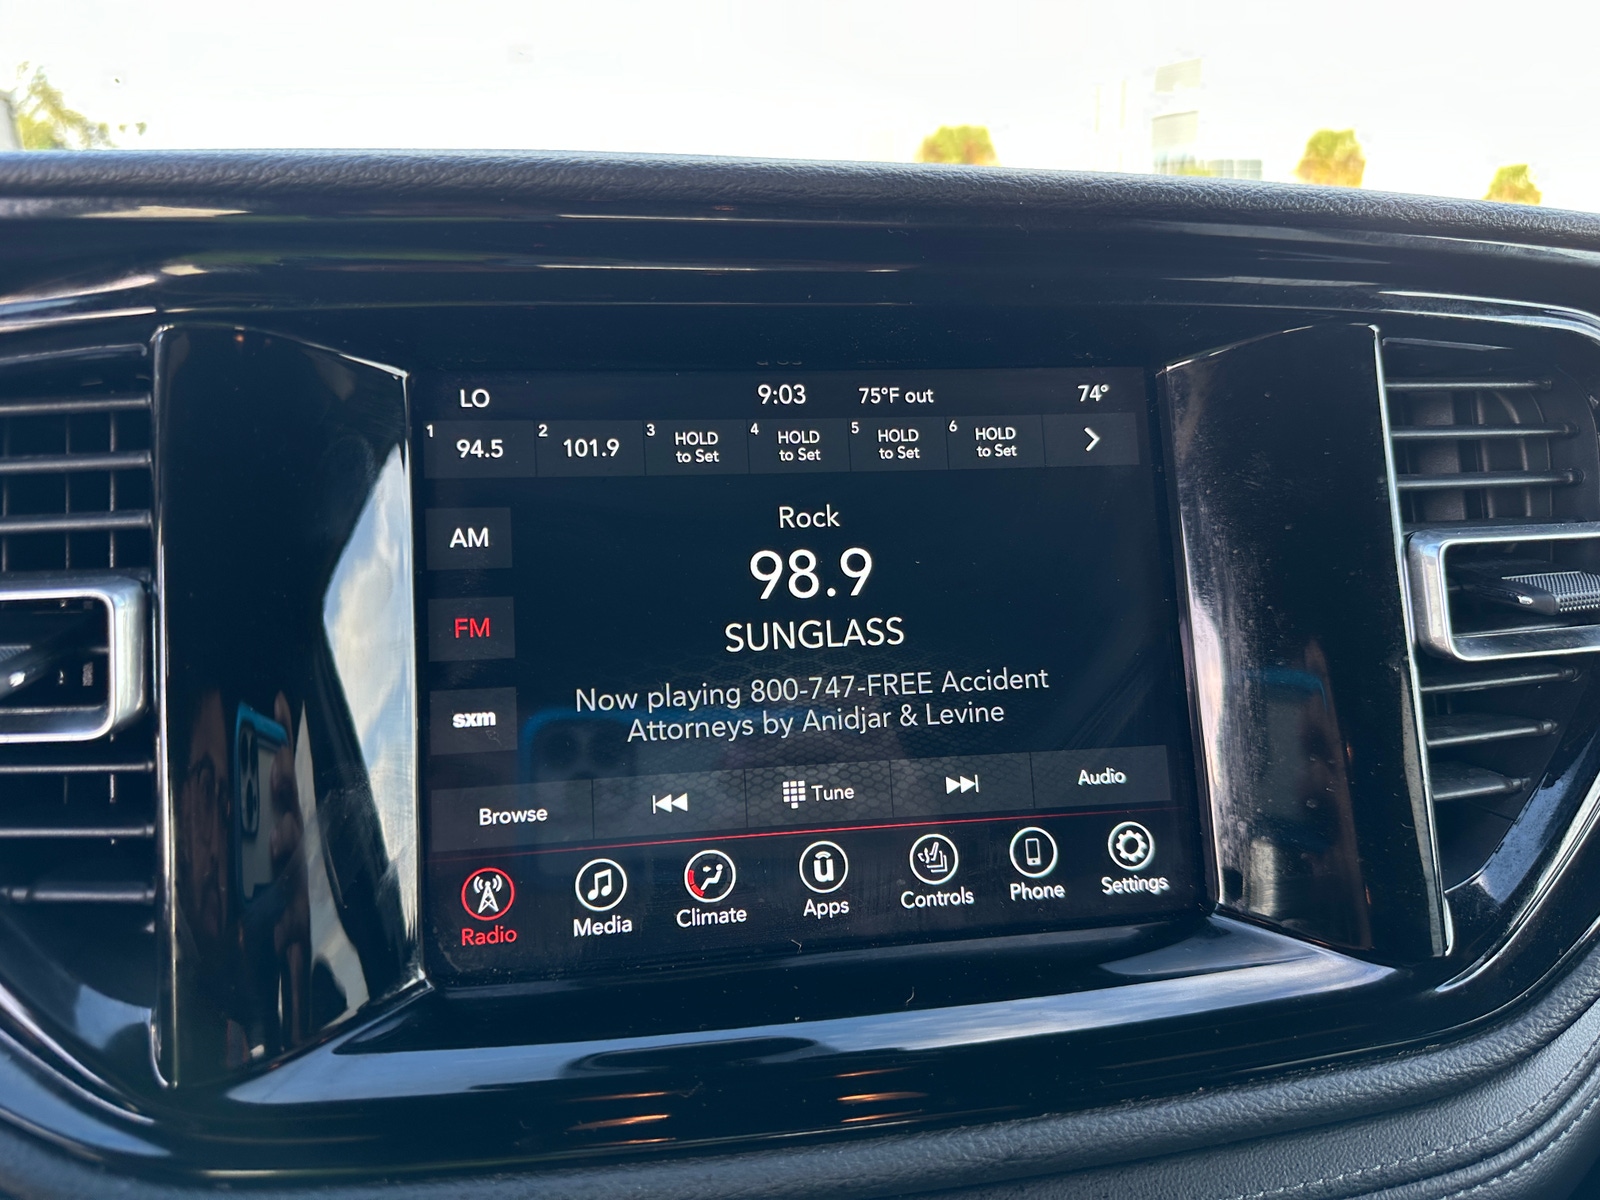 LO 9:03 75°F out 74°
1 94.5 2 101.9 3 HOLD to Set 4 HOLD to Set 5 HOLD to Set 6 HOLD to Set
Rock
AM
98.9
FM
SUNGLASS
Now playing 800-747-FREE Accident
Attorneys by Anidjar & Levine
sxm
Browse Tune Audio
Radio Media Climate Apps Controls Phone Settings